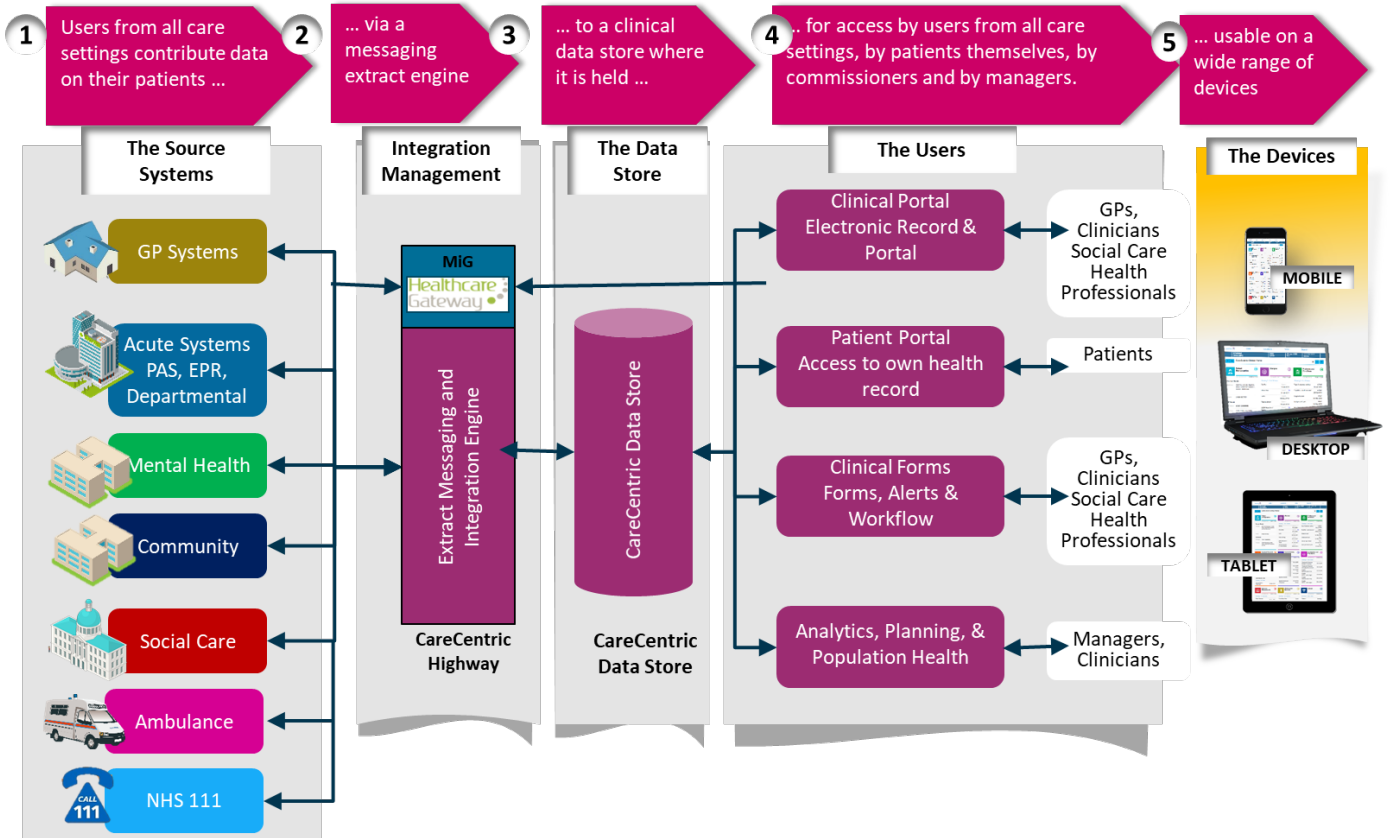 1
Users from all care
settings contribute data
on their patients ...
2
... via a
messaging
extract engine
3
... to a clinical
data store where
it is held ...
4
.. for access by users from all care
settings, by patients themselves, by
commissioners and by managers.
5
... usable on a
wide range of
devices
The Source
Systems
GP Systems
Acute Systems
PAS, EPR,
Departmental
Mental Health
Community
Social Care
Ambulance
CALL
111
NHS 111
Integration
Management
MiG
Healthcare
Gateway
Extract Messaging and
Integration Engine
CareCentric
Highway
The Data
Store
CareCentric Data Store
CareCentric
Data Store
The Users
Clinical Portal
Electronic Record &
Portal
GPs,
Clinicians
Social Care
Health
Professionals
Patient Portal
Access to own health
record
Patients
Clinical Forms
Forms, Alerts &
Workflow
GPs,
Clinicians
Social Care
Health
Professionals
Analytics, Planning, &
Population Health
Managers,
Clinicians
The Devices
MOBILE
DESKTOP
TABLET